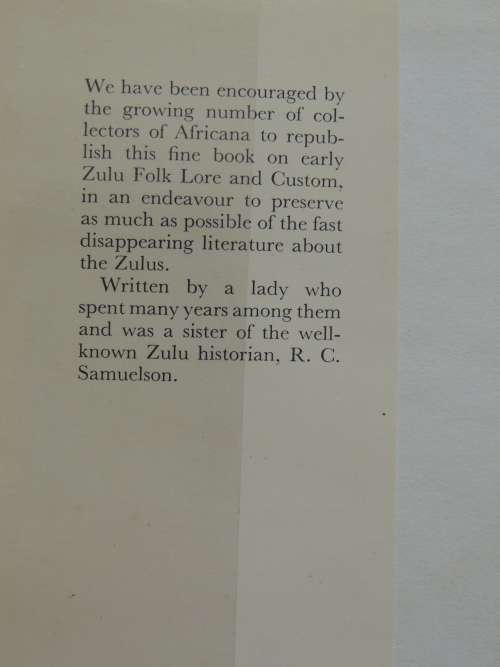 We have been encouraged by
the growing number of col-
lectors of Africana to repub-
lish this fine book on early
Zulu Folk Lore and Custom,
in an endeavour to preserve
as much as possible of the fast
disappearing literature about
the Zulus.
Written by a lady who
spent many years among them
and was a sister of the well-
known Zulu historian, R. C.
Samuelson.